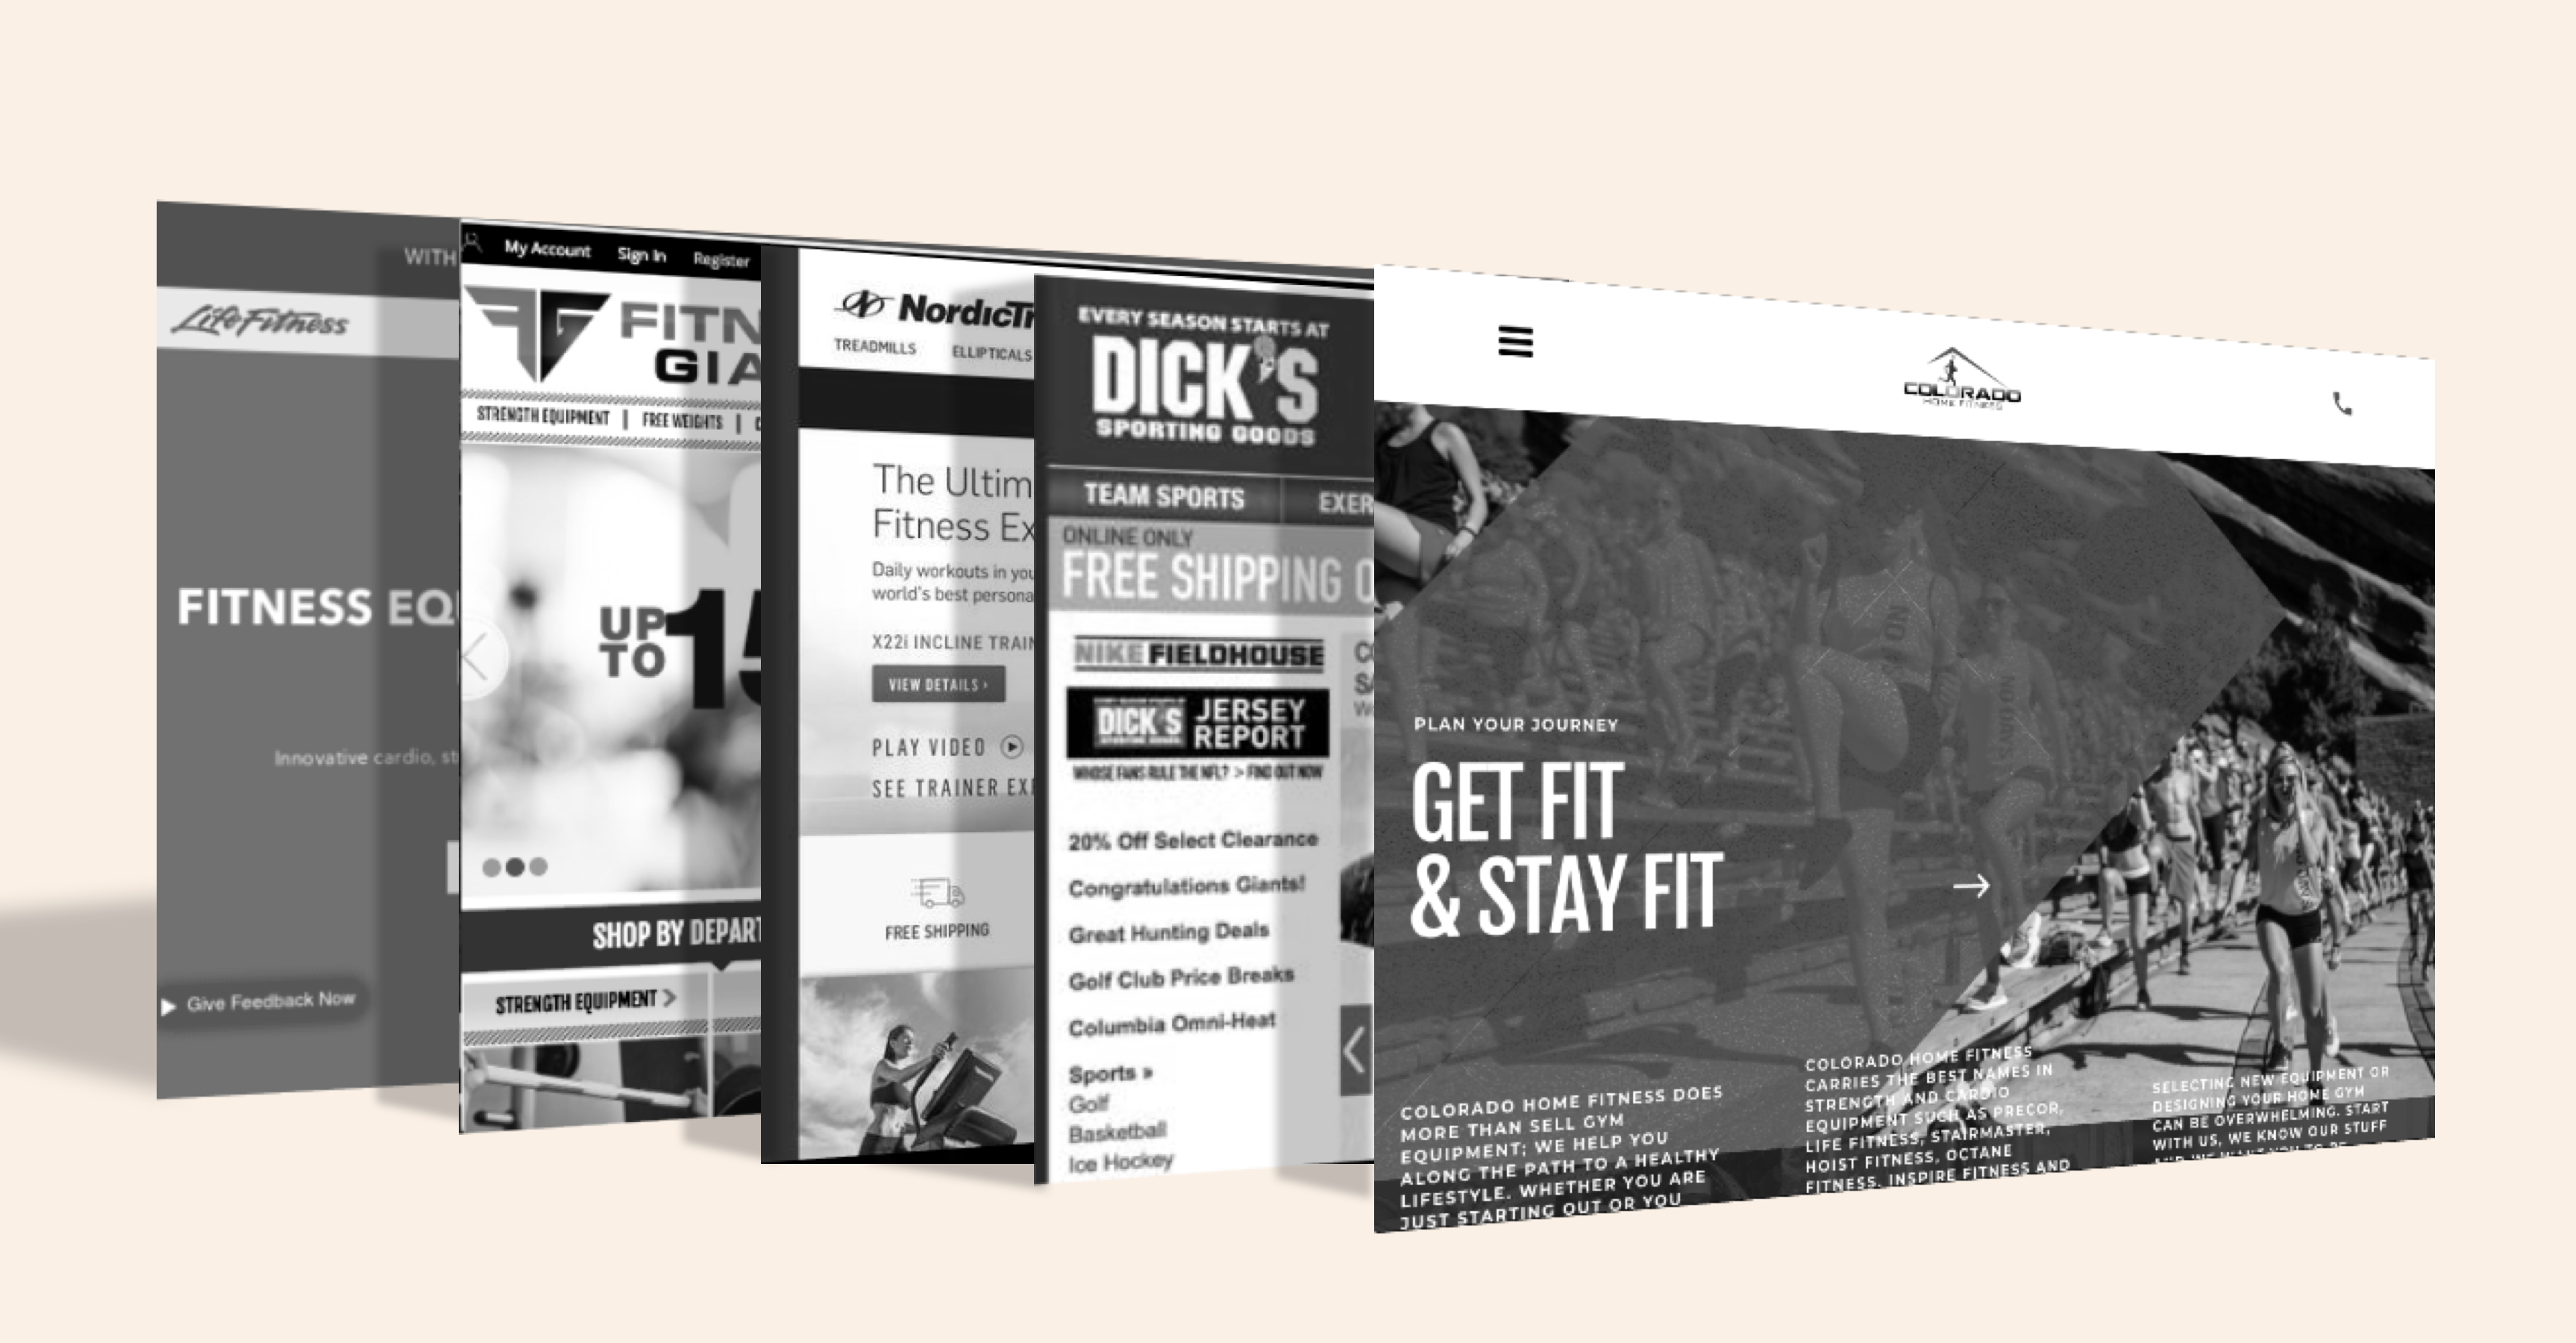 WITH
LifeFitness
FITNESS EQ
Innovative cardio, st
Give Feedback Now
My Account Sign In Register
FG FITN
GIA
STRENGTH EQUIPMENT | FREE WEIGHTS |
UP
TO 15
SHOP BY DEPART
STRENGTH EQUIPMENT >
NordicTr
TREADMILLS ELLIPTICALS
The Ultim
Fitness Ex
Daily workouts in you
world's best persona
X22i INCLINE TRAIN
VIEW DETAILS ›
PLAY VIDEO
SEE TRAINER EX
FREE SHIPPING
EVERY SEASON STARTS AT
DICK'S
SPORTING GOODS
TEAM SPORTS EXER
ONLINE ONLY
FREE SHIPPING O
NIKE FIELDHOUSE
DICK'S JERSEY
SPORTING GOODS REPORT
WHOSE FANS RULE THE NFL? > FIND OUT NOW
20% Off Select Clearance
Congratulations Giants!
Great Hunting Deals
Golf Club Price Breaks
Columbia Omni-Heat
Sports »
Golf
Basketball
Ice Hockey
COLORADO
HOME FITNESS
PLAN YOUR JOURNEY
GET FIT
& STAY FIT
COLORADO HOME FITNESS DOES
MORE THAN SELL GYM
EQUIPMENT; WE HELP YOU
ALONG THE PATH TO A HEALTHY
LIFESTYLE. WHETHER YOU ARE
JUST STARTING OUT OR YOU
COLORADO HOME FITNESS
CARRIES THE BEST NAMES IN
STRENGTH AND CARDIO
EQUIPMENT SUCH AS PRECOR,
LIFE FITNESS, STAIRMASTER,
HOIST FITNESS, OCTANE
FITNESS, INSPIRE FITNESS AND
SELECTING NEW EQUIPMENT OR
DESIGNING YOUR HOME GYM
CAN BE OVERWHELMING. START
WITH US, WE KNOW OUR STUFF